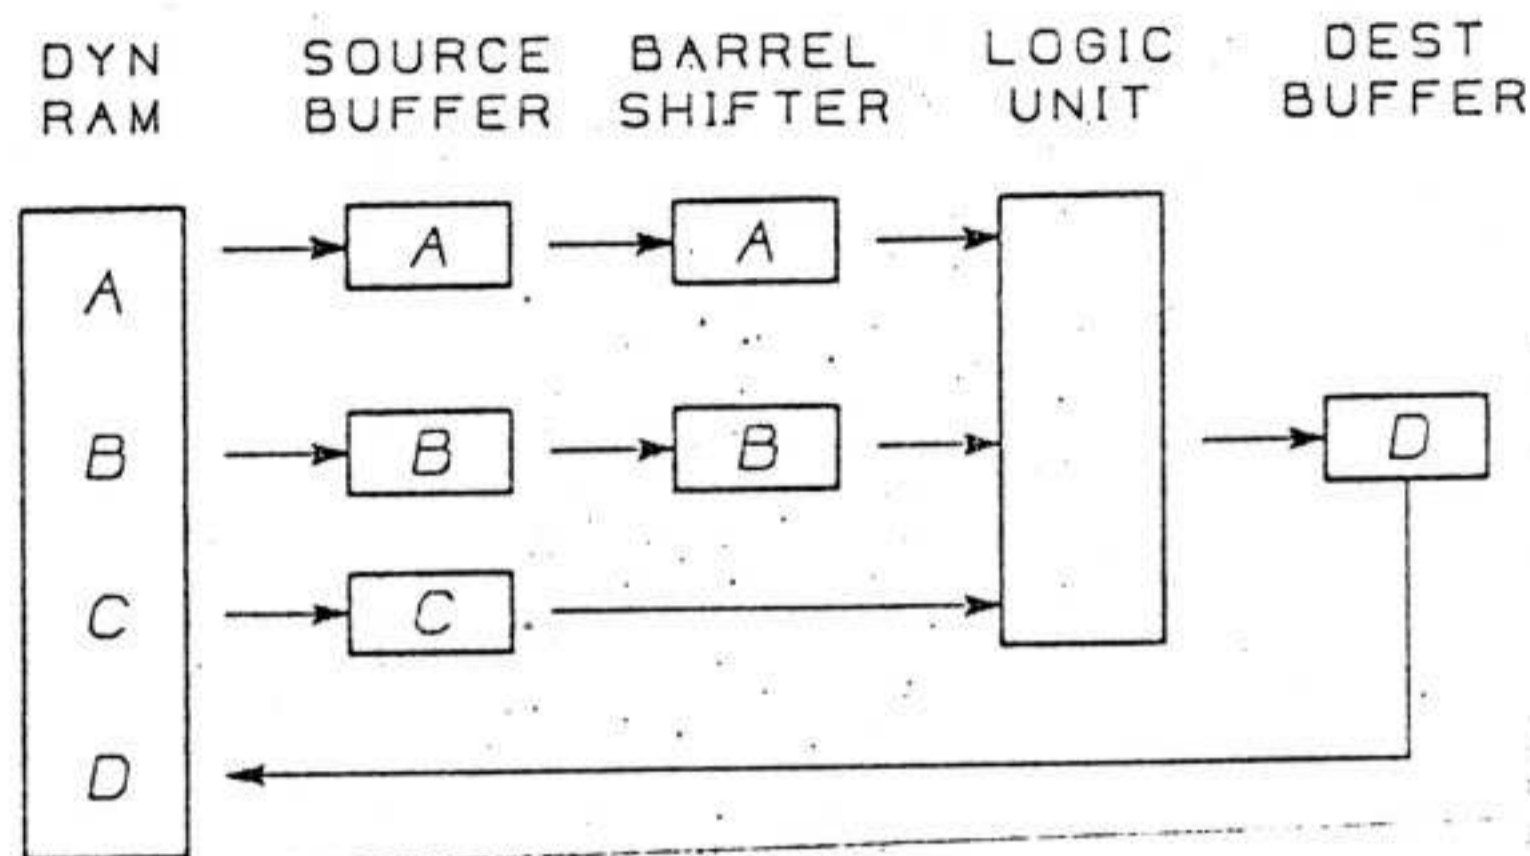 DYN
RAM
SOURCE
BUFFER
BARREL
SHIFTER
LOGIC
UNIT
DEST
BUFFER
A
A
A
B
B
B
D
C
C
D